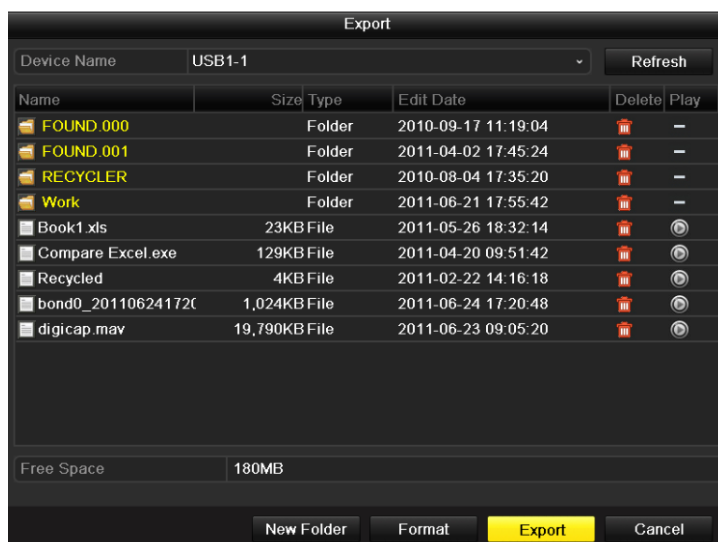 Export
Device Name USB1-1 Refresh
Name Size Type Edit Date Delete Play
FOUND.000 Folder 2010-09-17 11:19:04
FOUND.001 Folder 2011-04-02 17:45:24
RECYCLER Folder 2010-08-04 17:35:20
Work Folder 2011-06-21 17:55:42
Book1.xls 23KB File 2011-05-26 18:32:14
Compare Excel.exe 129KB File 2011-04-20 09:51:42
Recycled 4KB File 2011-02-22 14:16:18
bond0_20110624172( 1,024KB File 2011-06-24 17:20:48
digicap.mav 19,790KB File 2011-06-23 09:05:20
Free Space 180MB
New Folder Format Export Cancel